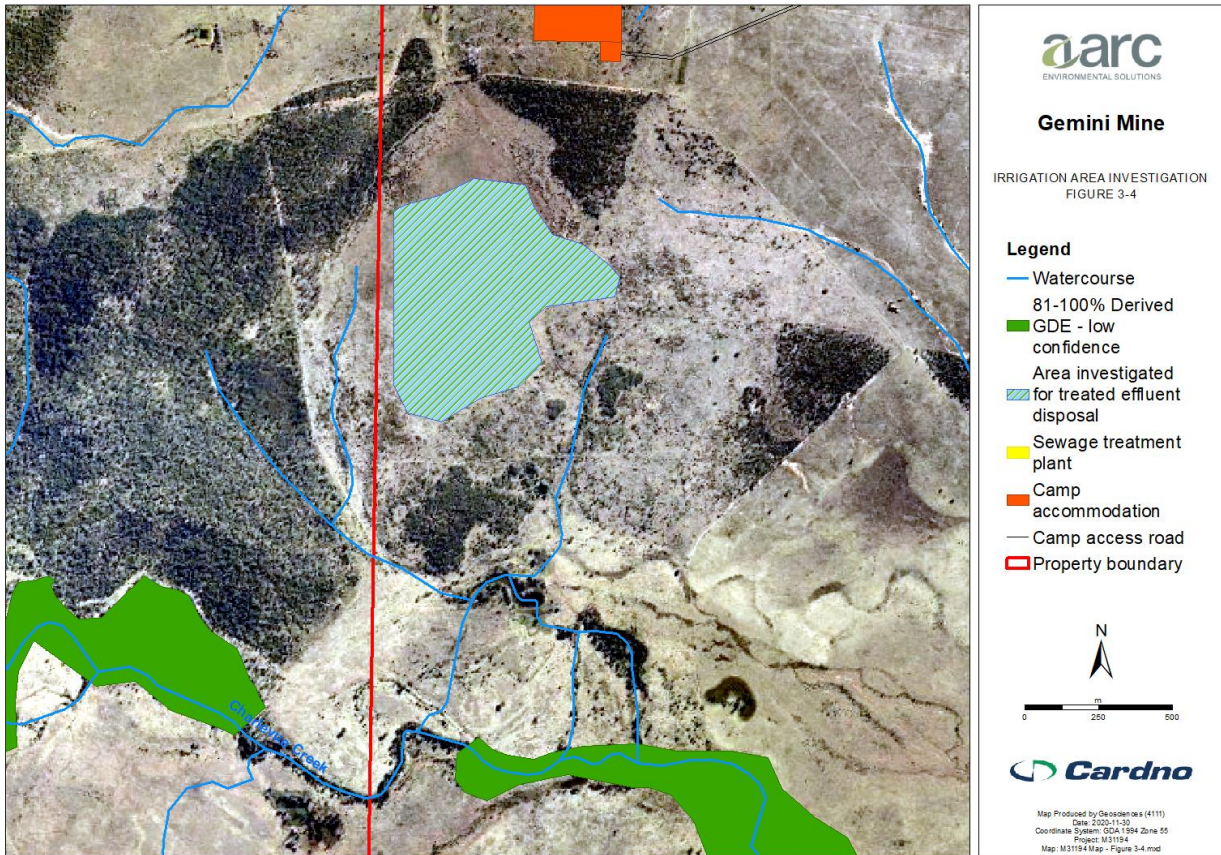 Charlevue Creek
aarc
ENVIRONMENTAL SOLUTIONS
Gemini Mine
IRRIGATION AREA INVESTIGATION
FIGURE 3-4
Legend
Watercourse
81-100% Derived
GDE - low
confidence
Area investigated
for treated effluent
disposal
Sewage treatment
plant
Camp
accommodation
Camp access road
Property boundary
N
m
0 250 500
Cardno
Map Produced by Geosciences (4111)
Date: 2020-11-30
Coordinate System: GDA 1994 Zone 55
Project: M31194
Map: M31194 Map - Figure 3-4.mxd